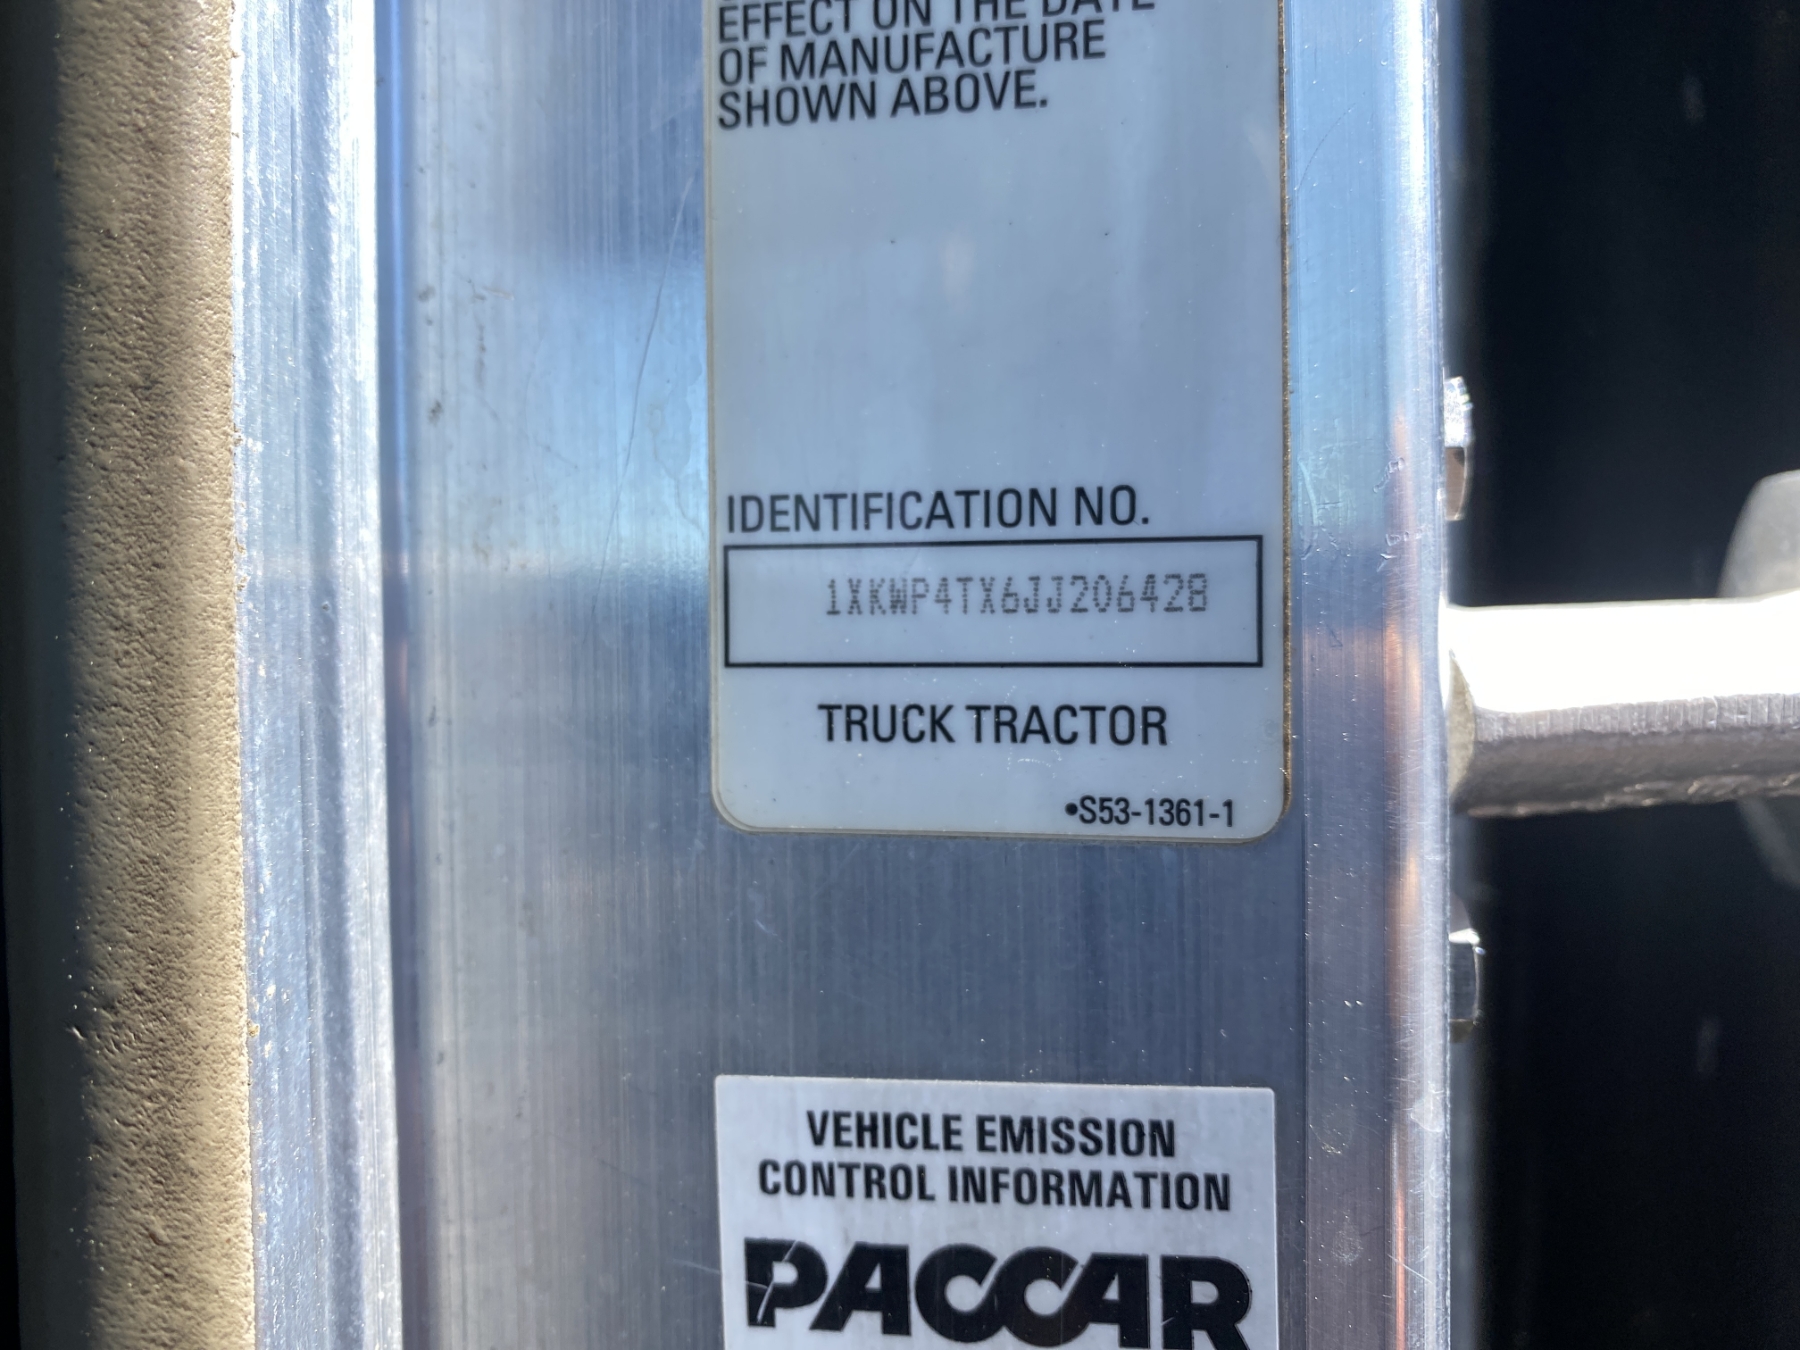 EFFECT ON THE DATE
OF MANUFACTURE
SHOWN ABOVE.
IDENTIFICATION NO.
1XKWP4TX6JJ206428
TRUCK TRACTOR
•S53-1361-1
VEHICLE EMISSION
CONTROL INFORMATION
PACCAR